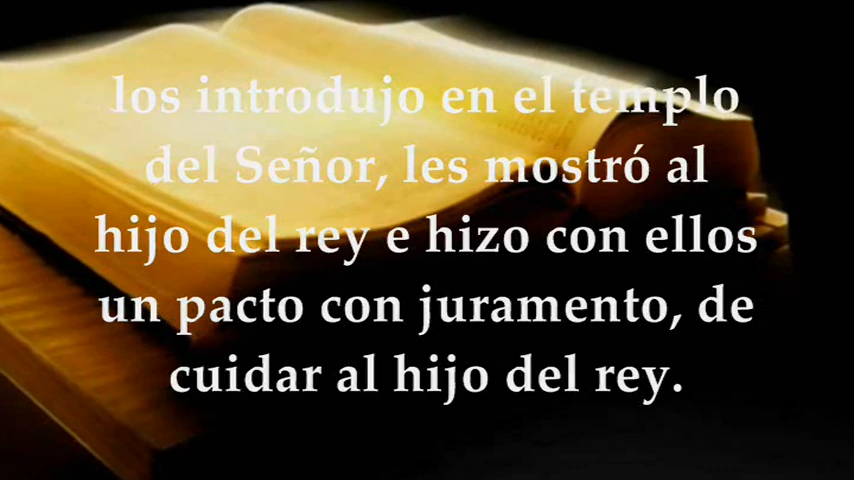 los introdujo en el templo
del Señor, les mostró al
hijo del rey e hizo con ellos
un pacto con juramento, de
cuidar al hijo del rey.